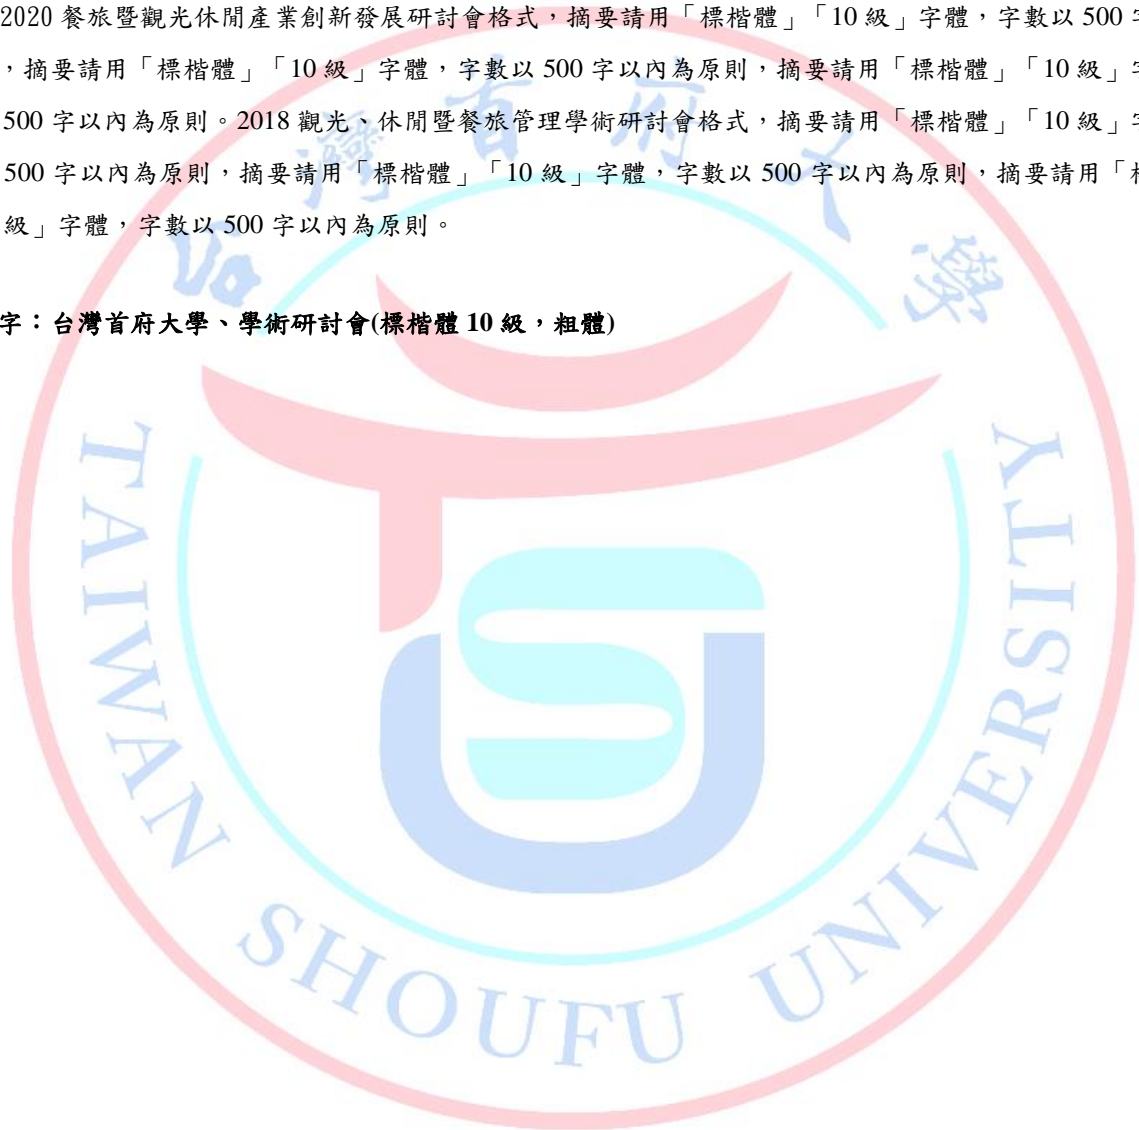 2020 餐旅暨觀光休閒產業創新發展研討會格式，摘要請用「標楷體」「10 級」字體，字數以 500
，摘要請用「標楷體」「10 級」字體，字數以 500 字以內為原則，摘要請用「標楷體」「10 級」
500 字以內為原則。2018 觀光、休閒暨餐旅管理學術研討會格式，摘要請用「標楷體」「10 級」
500 字以內為原則，摘要請用「標楷體」「10 級」字體，字數以 500 字以內為原則，摘要請用「
級」字體，字數以 500 字以內為原則。
字：台灣首府大學、學術研討會(標楷體 10 級，粗體)
台灣首府大學
TAIWAN SHOUFU UNIVERSITY